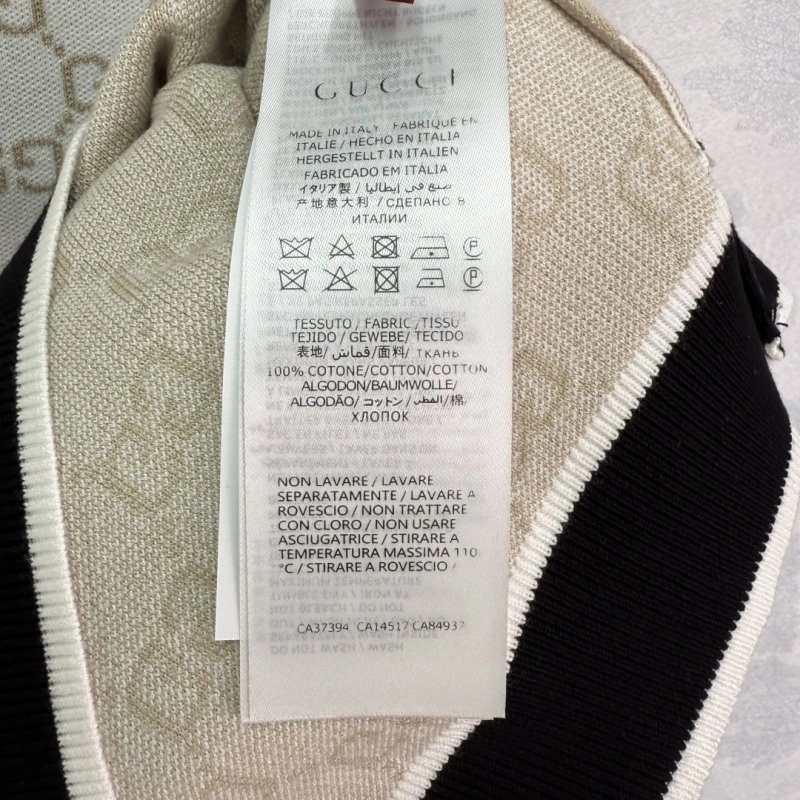 GUCCI
MADE IN ITALY FABRIQUÉ EN
ITALIE / HECHO EN ITALIA
HERGESTELLT IN ITALIEN
FABRICADO EM ITÁLIA
イタリア製 / صنع في إيطاليا
产地意大利 / СДЕЛАНО В
ИТАЛИИ
P
P
TESSUTO / FABRIC / TISSU
TEJIDO / GEWEBE / TECIDO
表地 / قماش / 面料 / ТКАНЬ
100% COTONE/COTTON/COTTON
ALGODON/BAUMWOLLE/
ALGODÃO/コットン/القطن/棉/
ХЛОПОК
NON LAVARE / LAVARE
SEPARATAMENTE / LAVARE A
ROVESCIO / NON TRATTARE
CON CLORO / NON USARE
ASCIUGATRICE / STIRARE A
TEMPERATURA MASSIMA 110
°C / STIRARE A ROVESCIO /
CA37394 CA14517 CA84937